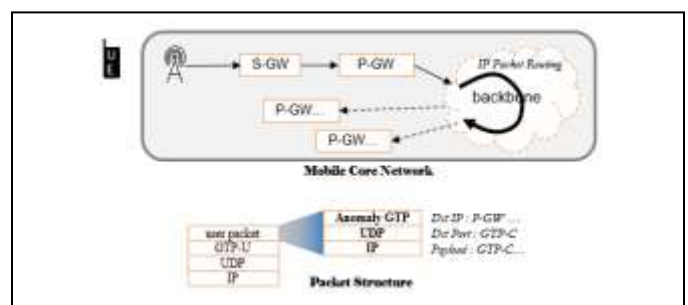 UE
S-GW
P-GW
IP Packet Routing
backbone
P-GW...
P-GW...
Mobile Core Network
user packet
GTP-U
UDP
IP
Anomaly GTP
UDP
IP
Dst IP : P-GW ...
Dst Port : GTP-C
Payload : GTP-C...
Packet Structure